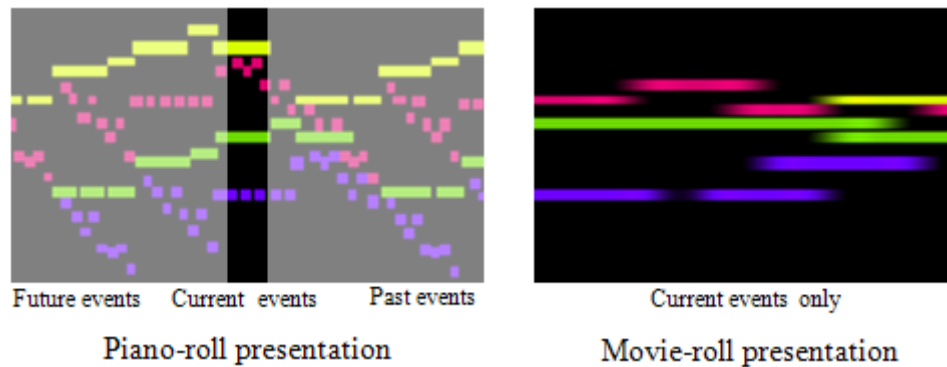 Future events Current events Past events
Current events only
Piano-roll presentation
Movie-roll presentation